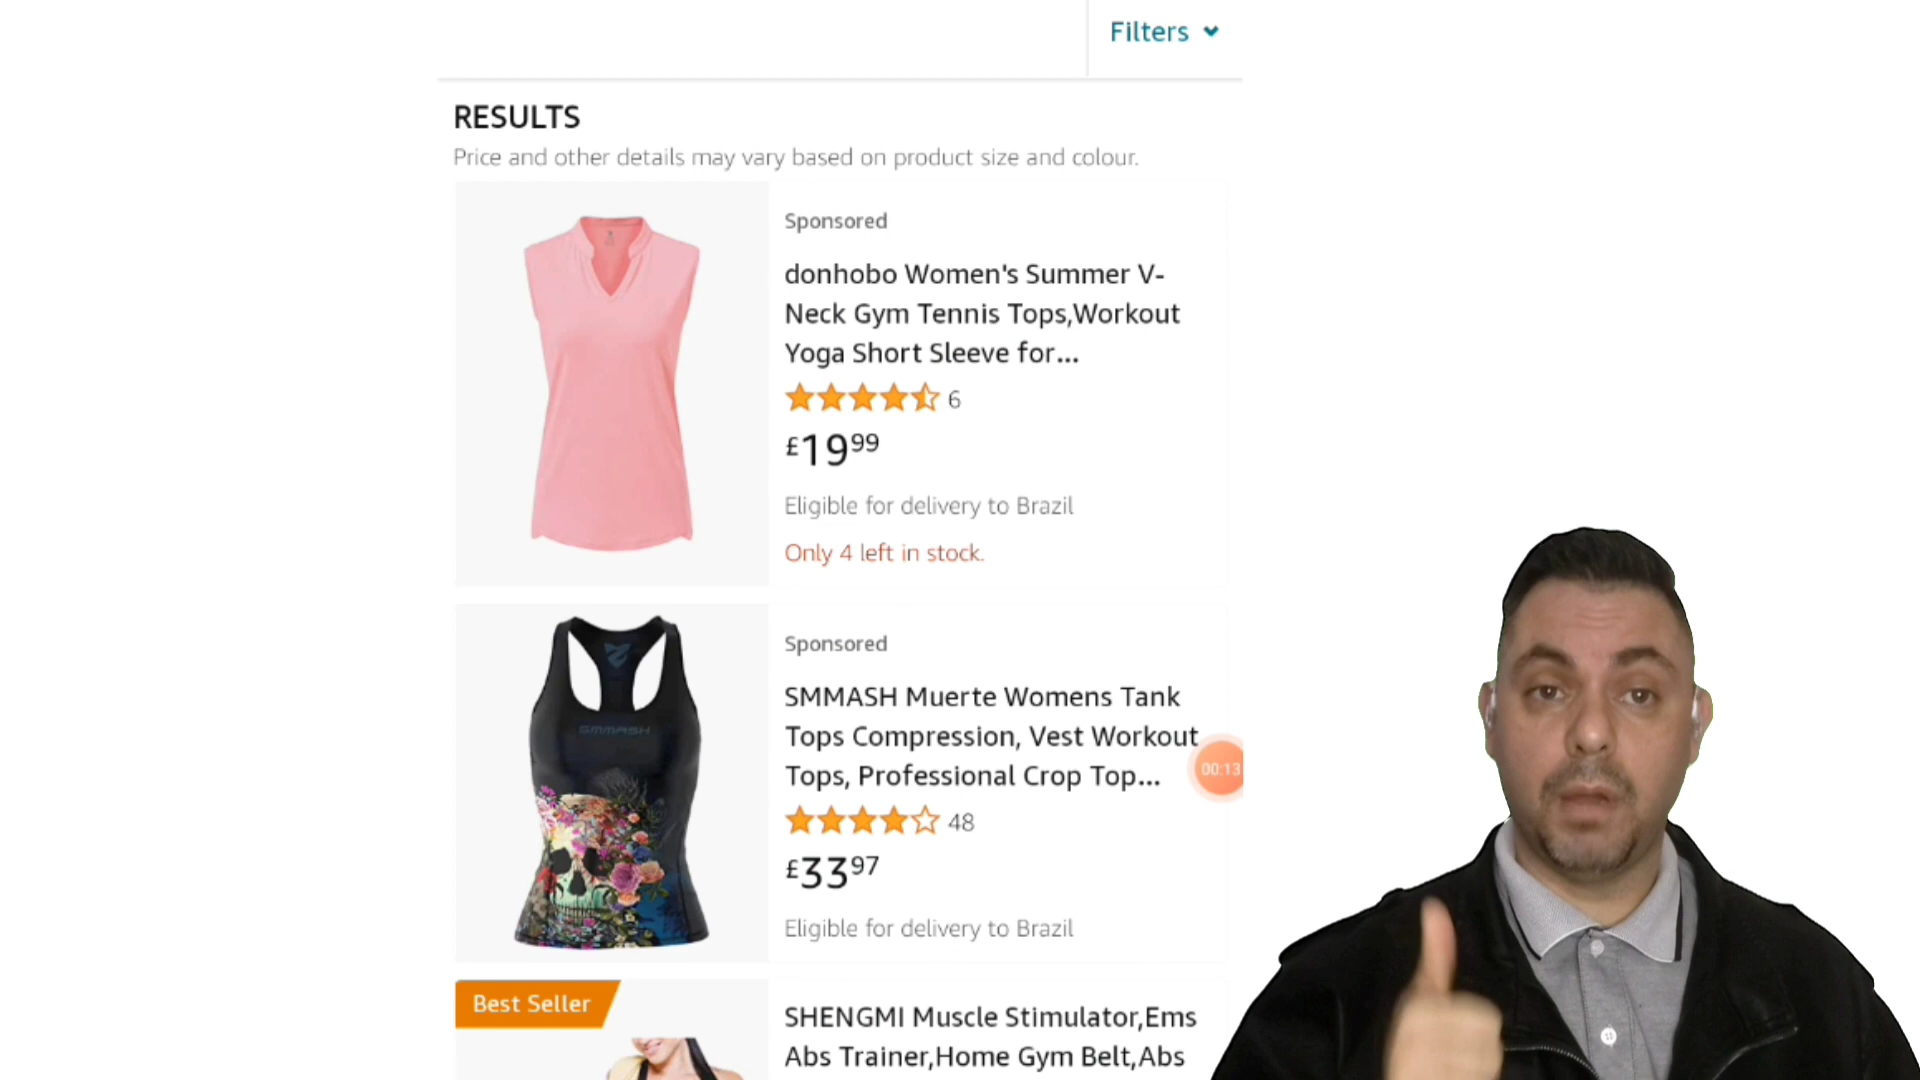 Filters
RESULTS
Price and other details may vary based on product size and colour.
Sponsored
donhobo Women's Summer V-
Neck Gym Tennis Tops,Workout
Yoga Short Sleeve for...
6
£19⁹⁹
Eligible for delivery to Brazil
Only 4 left in stock.
SMMASH
Sponsored
SMMASH Muerte Womens Tank
Tops Compression, Vest Workout
Tops, Professional Crop Top...
00:13
48
£33⁹⁷
Eligible for delivery to Brazil
Best Seller
SHENGMI Muscle Stimulator,Ems
Abs Trainer,Home Gym Belt,Abs